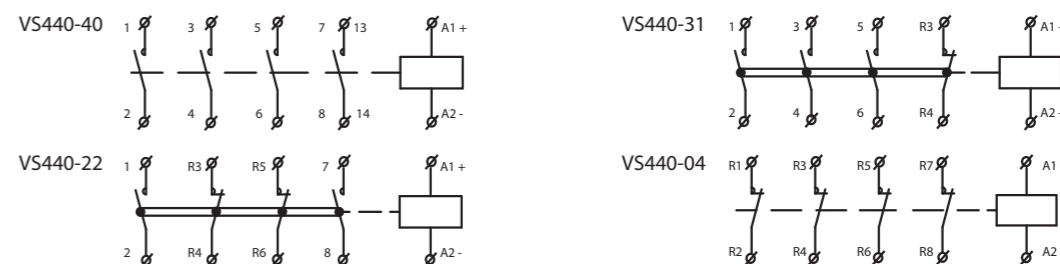 VS440-40 1 3 5 7 13 A1 +
2 4 6 8 14 A2 -
VS440-31 1 3 5 R3 A1 +
2 4 6 R4 A2 -
VS440-22 1 R3 R5 7 A1 +
2 R4 R6 8 A2 -
VS440-04 R1 R3 R5 R7 A1
R2 R4 R6 R8 A2